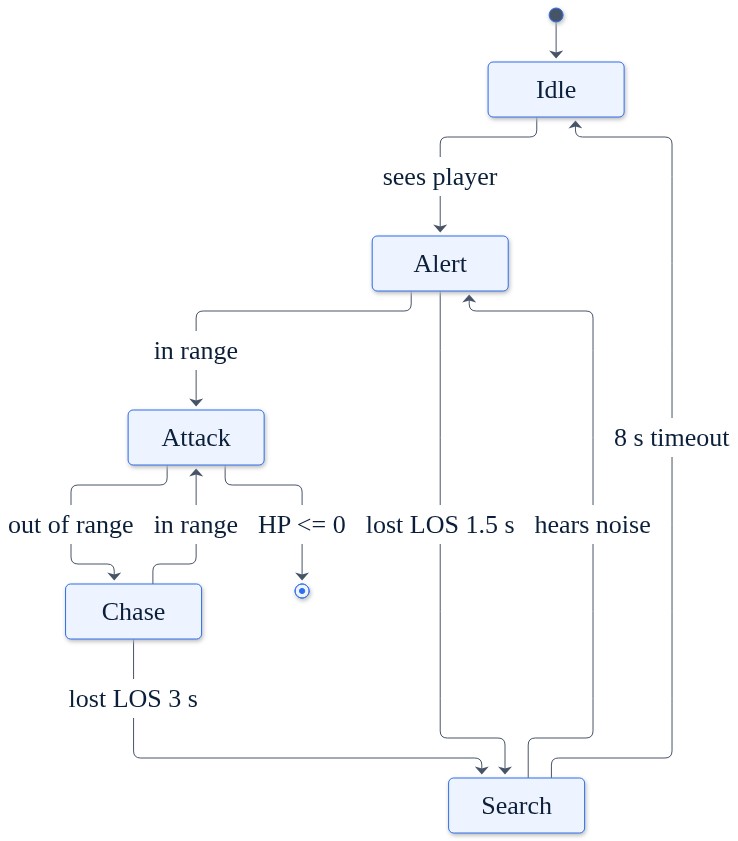 Idle
sees player
Alert
in range
Attack
8 s timeout
out of range
in range
HP <= 0
lost LOS 1.5 s
hears noise
Chase
lost LOS 3 s
Search